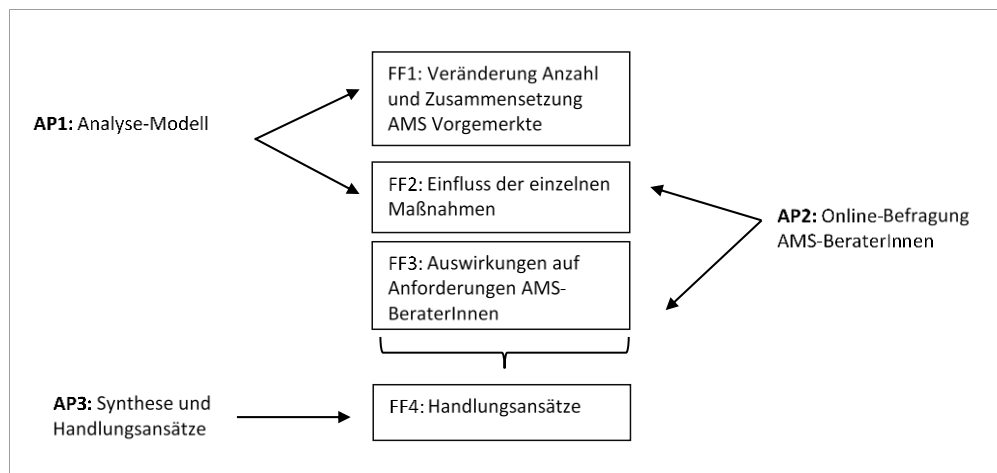 FF1: Veränderung Anzahl
und Zusammensetzung
AMS Vorgemerkte
AP1: Analyse-Modell
FF2: Einfluss der einzelnen
Maßnahmen
AP2: Online-Befragung
AMS-BeraterInnen
FF3: Auswirkungen auf
Anforderungen AMS-
BeraterInnen
AP3: Synthese und
Handlungsansätze
FF4: Handlungsansätze